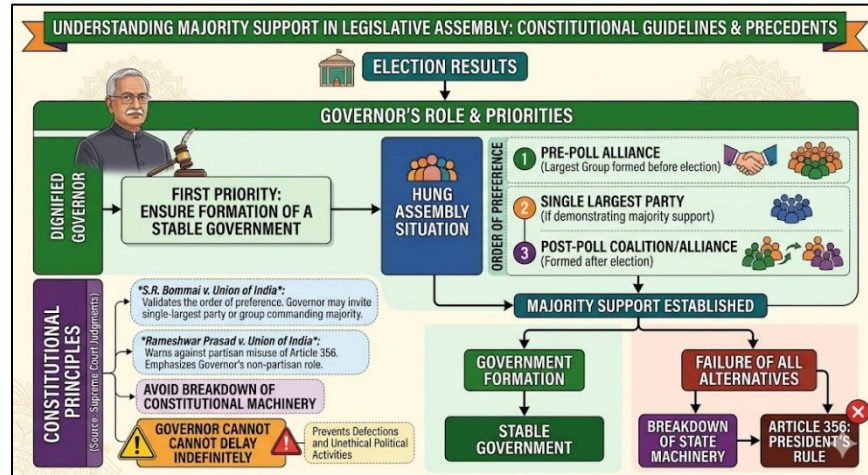 UNDERSTANDING MAJORITY SUPPORT IN LEGISLATIVE ASSEMBLY: CONSTITUTIONAL GUIDELINES & PRECEDENTS
ELECTION RESULTS
GOVERNOR'S ROLE & PRIORITIES
DIGNIFIED
GOVERNOR
FIRST PRIORITY:
ENSURE FORMATION OF A
STABLE GOVERNMENT
HUNG
ASSEMBLY
SITUATION
ORDER OF PREFERENCE
1 PRE-POLL ALLIANCE
(Largest Group formed before election)
2 SINGLE LARGEST PARTY
(If demonstrating majority support)
3 POST-POLL COALITION/ALLIANCE
(Formed after election)
MAJORITY SUPPORT ESTABLISHED
CONSTITUTIONAL
PRINCIPLES
(Source: Supreme Court Judgments)
*S.R. Bommai v. Union of India*:
Validates the order of preference. Governor may invite
single-largest party or group commanding majority.
*Rameshwar Prasad v. Union of India*:
Warns against partisan misuse of Article 356.
Emphasizes Governor's non-partisan role.
AVOID BREAKDOWN OF
CONSTITUTIONAL MACHINERY
GOVERNOR CANNOT
CANNOT DELAY
INDEFINITELY
Prevents Defections
and Unethical Political
Activities
GOVERNMENT
FORMATION
STABLE
GOVERNMENT
FAILURE OF ALL
ALTERNATIVES
BREAKDOWN
OF STATE
MACHINERY
ARTICLE 356:
PRESIDENT'S
RULE